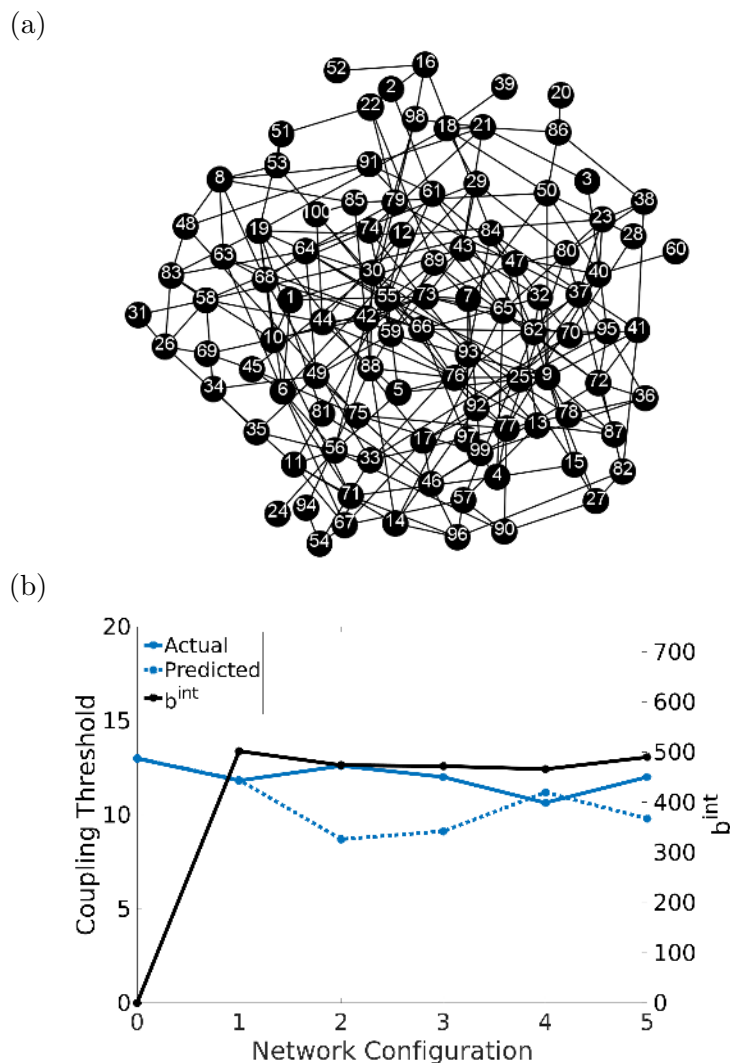 (a)
52 16
2 39
22 20
98
18 21 86
51
91
53
8 29 3
61 50
85 79 38
100 23
48 19 74 12 84 28
64 43 80 60
63 89 47
68 30 40
83
58 1 55 73 7 32 37
31 44 42 65
66 62 70 95 41
26 10 59
69 93
45 49 88 76 25 9 72
34 6 5 36
81 75 92 78
35 77 13 87
56 17 97
11 33 99 15 82
4
46
71 57 27
24 94
67 14 90
54 96
(b)
20
15
10
5
0
Coupling Threshold
Actual
Predicted
b^int
700
600
500
400
300
200
100
0
b^int
0 1 2 3 4 5
Network Configuration